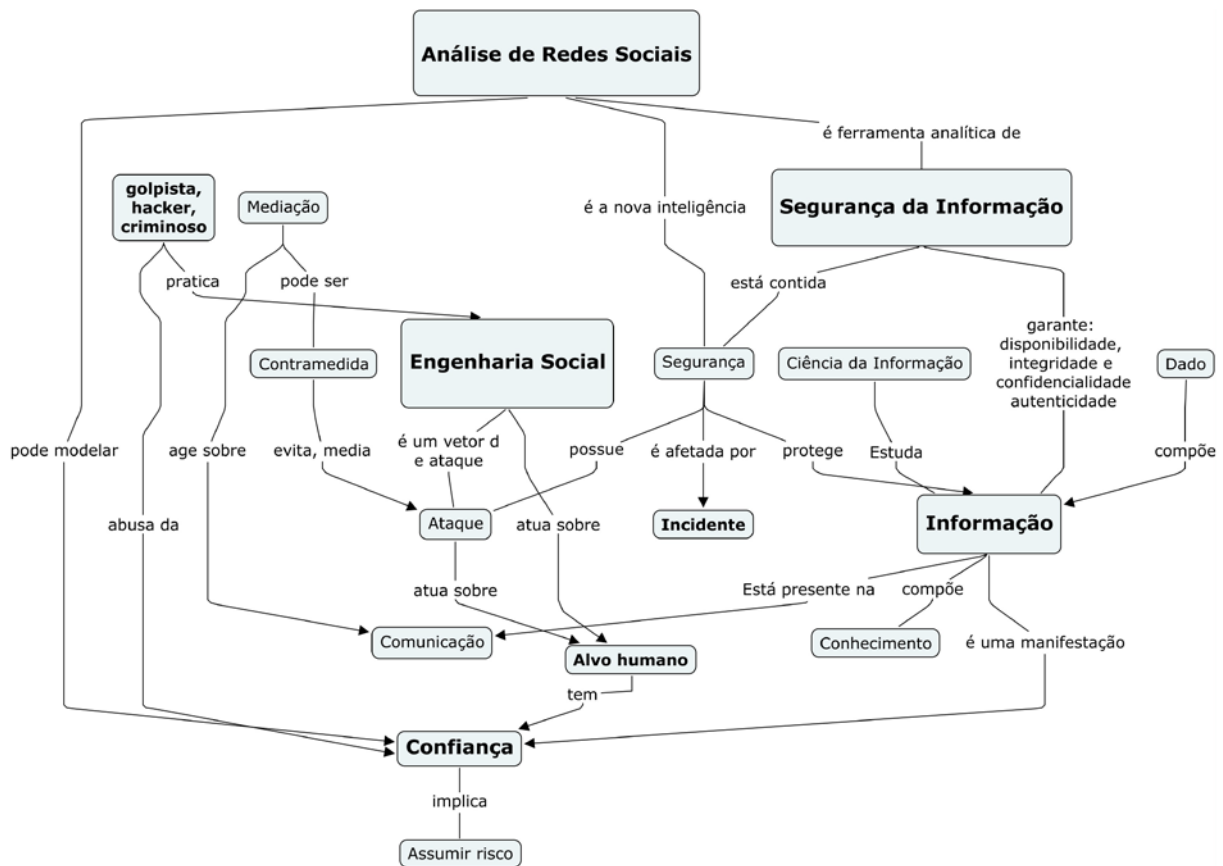 Análise de Redes Sociais
é ferramenta analítica de
golpista,
hacker,
criminoso
Mediação
é a nova inteligência
Segurança da Informação
pratica
pode ser
está contida
Engenharia Social
Contramedida
Segurança
Ciência da Informação
garante:
disponibilidade,
integridade e
confidencialidade
autenticidade
Dado
pode modelar
age sobre
evita, media
é um vetor d
e ataque
possue
é afetada por
protege
Estuda
compõe
abusa da
Ataque
atua sobre
Incidente
Informação
atua sobre
Está presente na
compõe
Comunicação
Alvo humano
Conhecimento
é uma manifestação
tem
Confiança
implica
Assumir risco